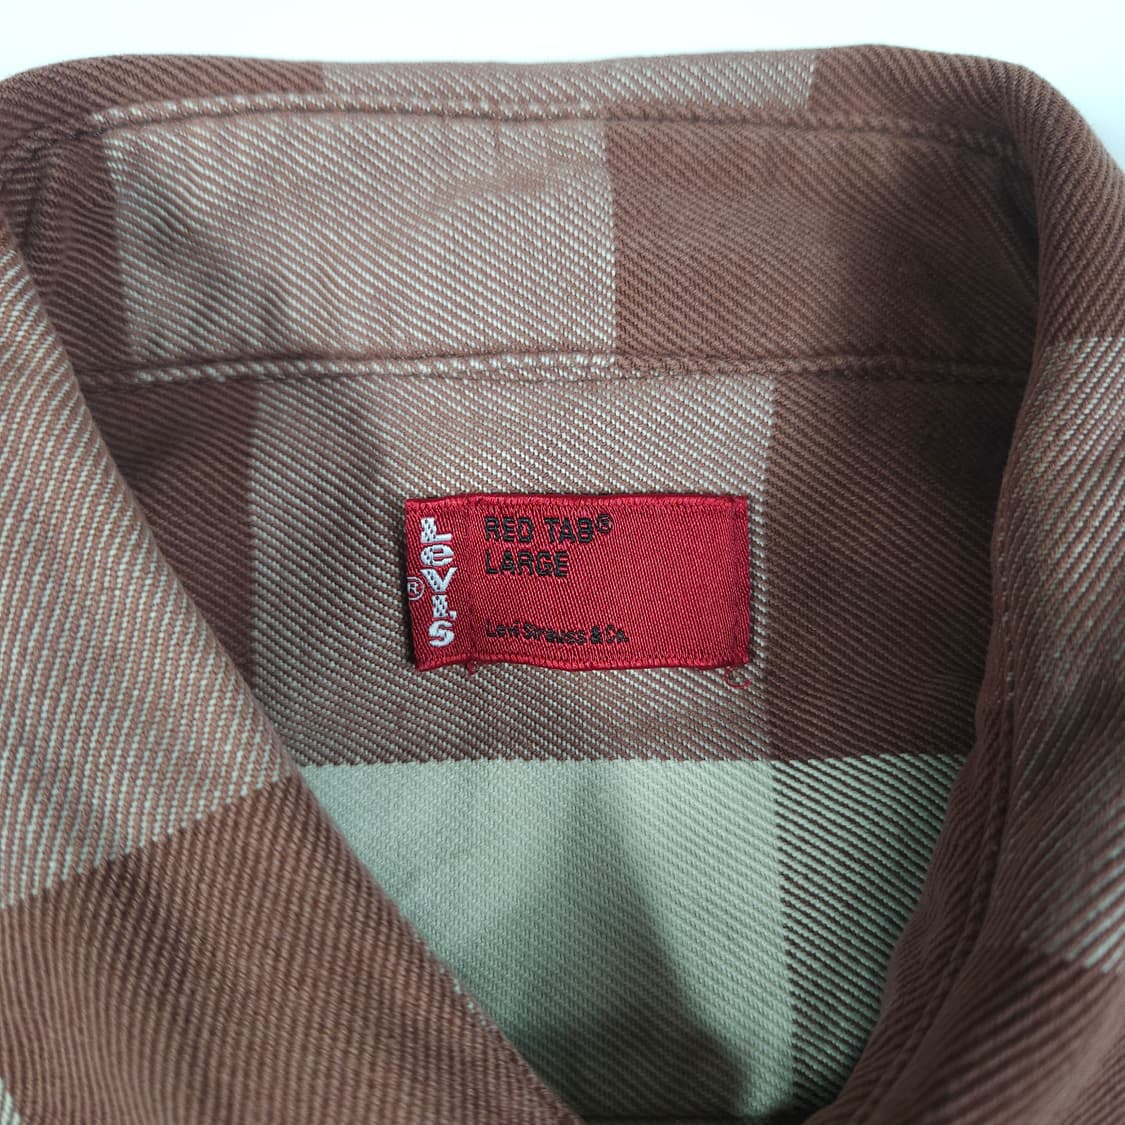 LEVI'S
®
RED TAB®
LARGE
Levi Strauss & Co.